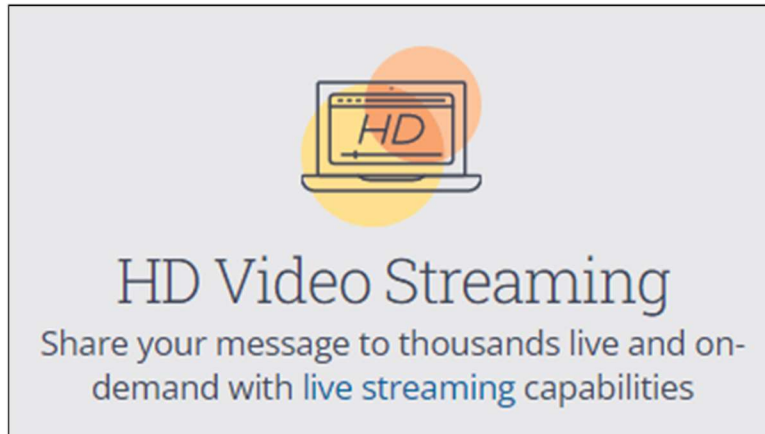 HD
HD Video Streaming
Share your message to thousands live and on-
demand with live streaming capabilities